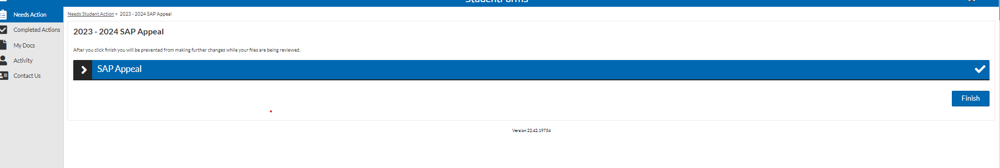 StudentForms
Needs Action
Completed Actions
My Docs
Activity
Contact Us
Needs Student Action > 2023 - 2024 SAP Appeal
2023 - 2024 SAP Appeal
After you click finish you will be prevented from making further changes while your files are being reviewed.
SAP Appeal
Finish
Version 22.42.19754